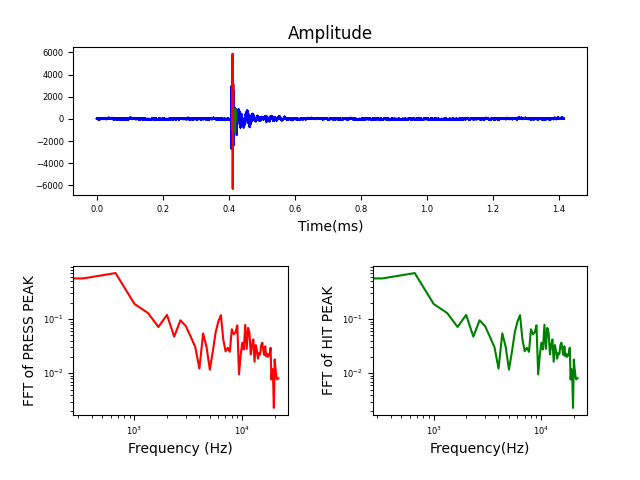 Amplitude
6000
4000
2000
0
−2000
−4000
−6000
0.0 0.2 0.4 0.6 0.8 1.0 1.2 1.4
Time(ms)
FFT of PRESS PEAK
10⁻¹
10⁻²
10³ 10⁴
Frequency (Hz)
FFT of HIT PEAK
10⁻¹
10⁻²
10³ 10⁴
Frequency(Hz)